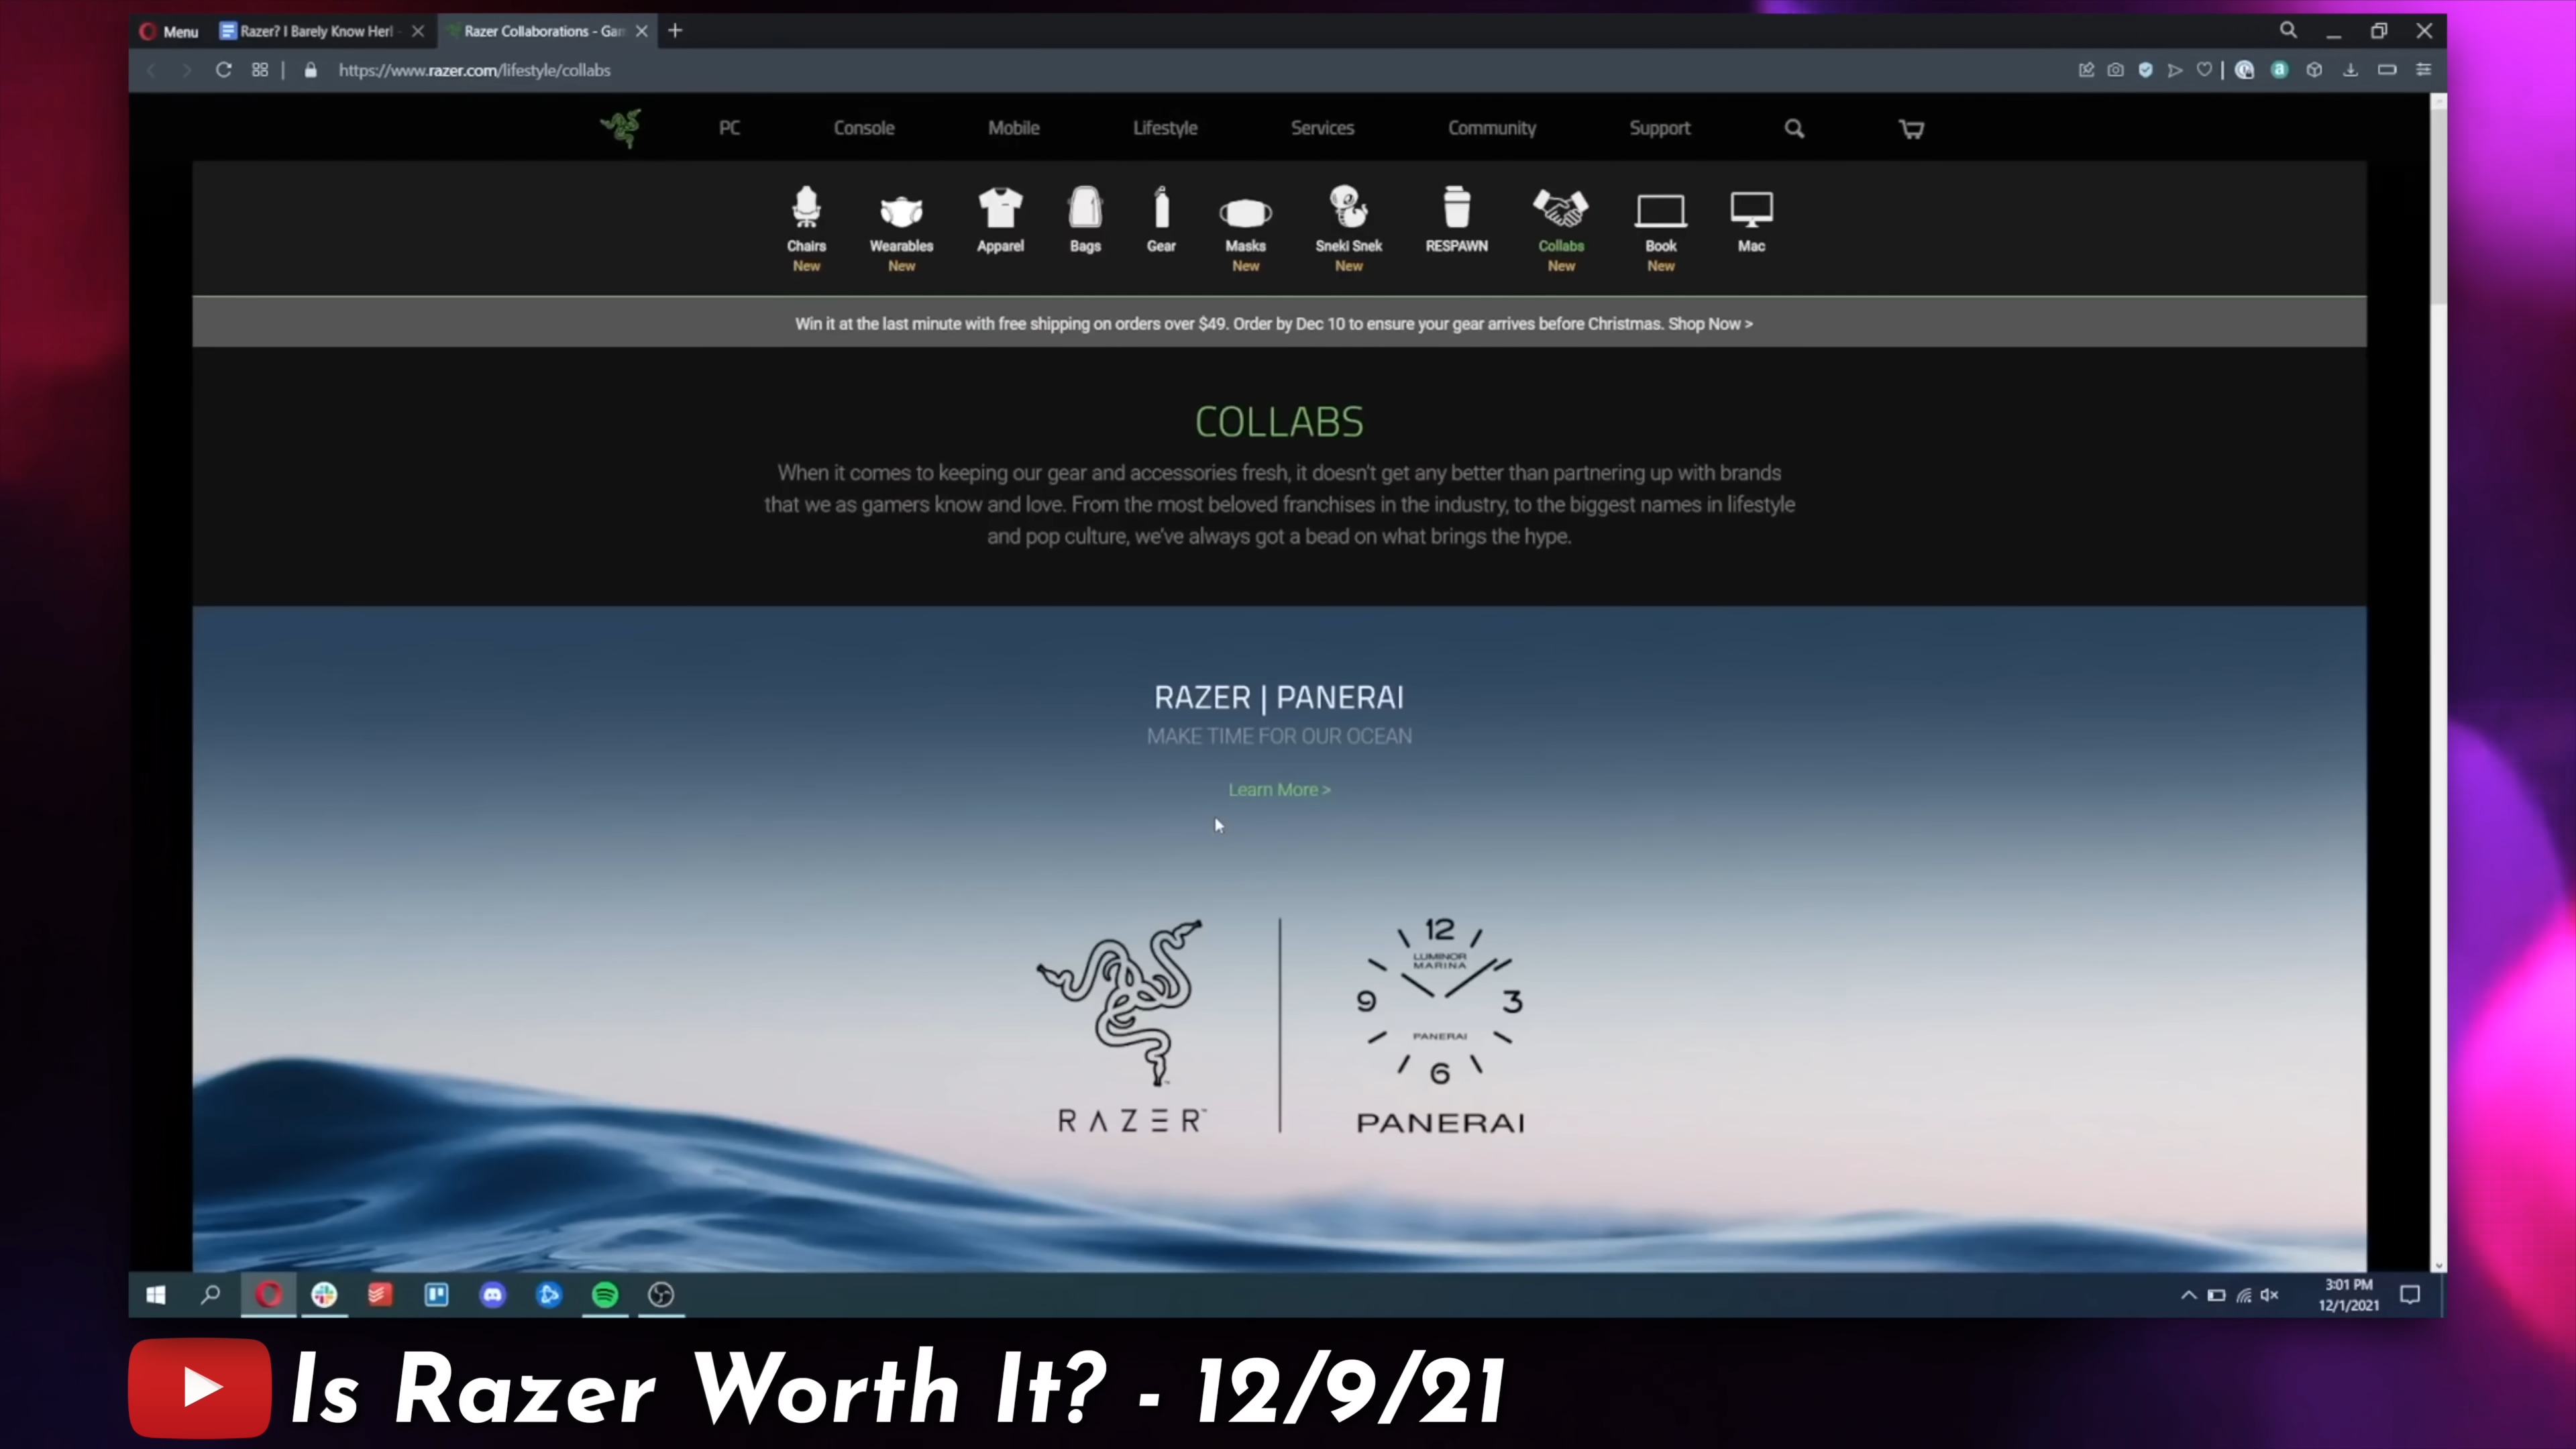 Menu
Razer? I Barely Know Her! -
Razer Collaborations - Gam
https://www.razer.com/lifestyle/collabs
PC Console Mobile Lifestyle Services Community Support
Chairs Wearables Apparel Bags Gear Masks Sneki Snek RESPAWN Collabs Book Mac
New New New New New New
Win it at the last minute with free shipping on orders over $49. Order by Dec 10 to ensure your gear arrives before Christmas. Shop Now >
COLLABS
When it comes to keeping our gear and accessories fresh, it doesn't get any better than partnering up with brands
that we as gamers know and love. From the most beloved franchises in the industry, to the biggest names in lifestyle
and pop culture, we've always got a bead on what brings the hype.
RAZER | PANERAI
MAKE TIME FOR OUR OCEAN
Learn More >
12
LUMINOR
MARINA
9 3
PANERAI
6
RAZER™
PANERAI
3:01 PM
12/1/2021
Is Razer Worth It? - 12/9/21